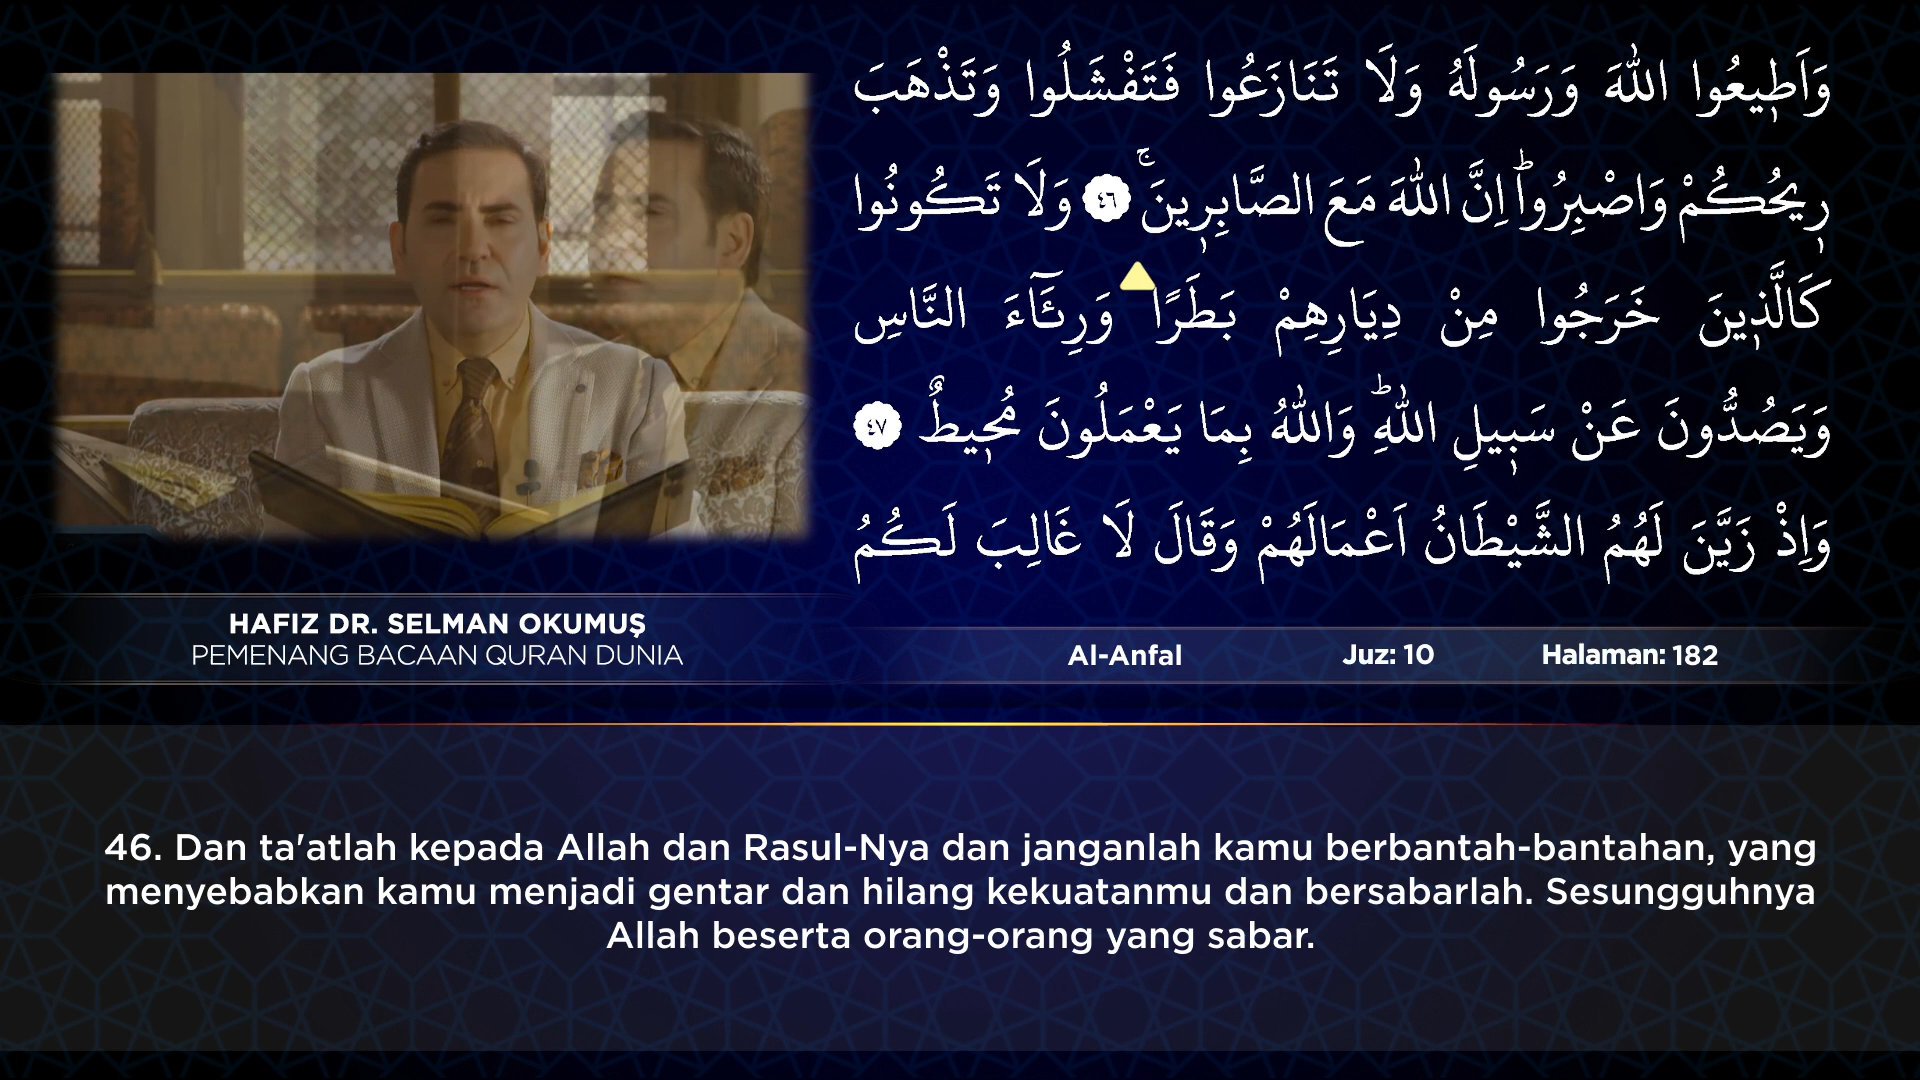 وَاَطٖيعُوا اللّٰهَ وَرَسُولَهُ وَلَا تَنَازَعُوا فَتَفْشَلُوا وَتَذْهَبَ
رٖيحُكُمْ وَاصْبِرُواؕ اِنَّ اللّٰهَ مَعَ الصَّابِرٖينَۚ ٤٦ وَلَا تَكُونُوا
كَالَّذٖينَ خَرَجُوا مِنْ دِيَارِهِمْ بَطَرًا وَرِئَٓاءَ النَّاسِ
وَيَصُدُّونَ عَنْ سَبٖيلِ اللّٰهِؕ وَاللّٰهُ بِمَا يَعْمَلُونَ مُحٖيطٌ ٤٧
وَاِذْ زَيَّنَ لَهُمُ الشَّيْطَانُ اَعْمَالَهُمْ وَقَالَ لَا غَالِبَ لَكُمُ
HAFIZ DR. SELMAN OKUMUŞ
PEMENANG BACAAN QURAN DUNIA
Al-Anfal Juz: 10 Halaman: 182
46. Dan ta'atlah kepada Allah dan Rasul-Nya dan janganlah kamu berbantah-bantahan, yang
menyebabkan kamu menjadi gentar dan hilang kekuatanmu dan bersabarlah. Sesungguhnya
Allah beserta orang-orang yang sabar.